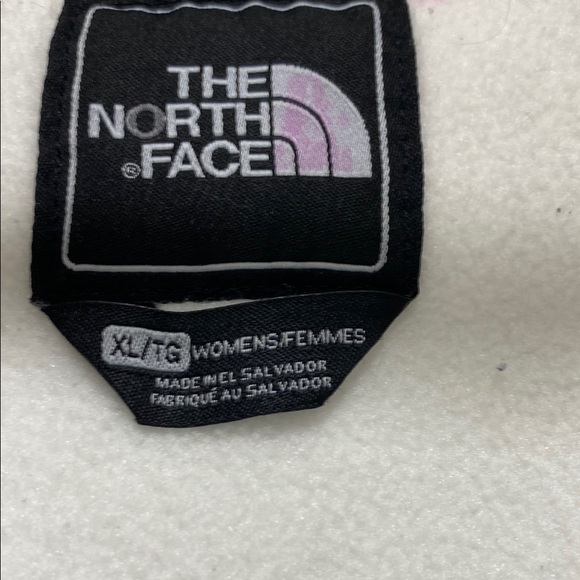 THE
NORTH
®FACE
XL/TG WOMENS/FEMMES
MADE IN EL SALVADOR
FABRIQUÉ AU SALVADOR